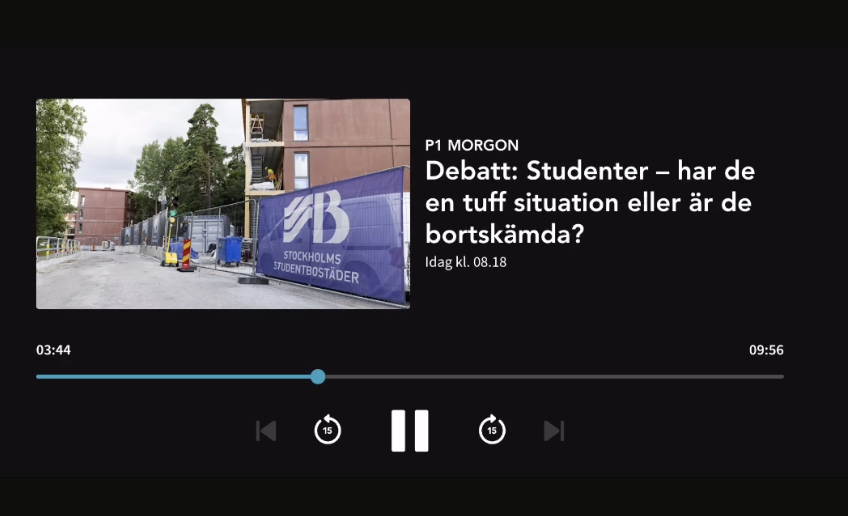 SB
STOCKHOLMS
STUDENTBOSTÄDER
P1 MORGON
Debatt: Studenter – har de
en tuff situation eller är de
bortskämda?
Idag kl. 08.18
03:44
09:56
15
15